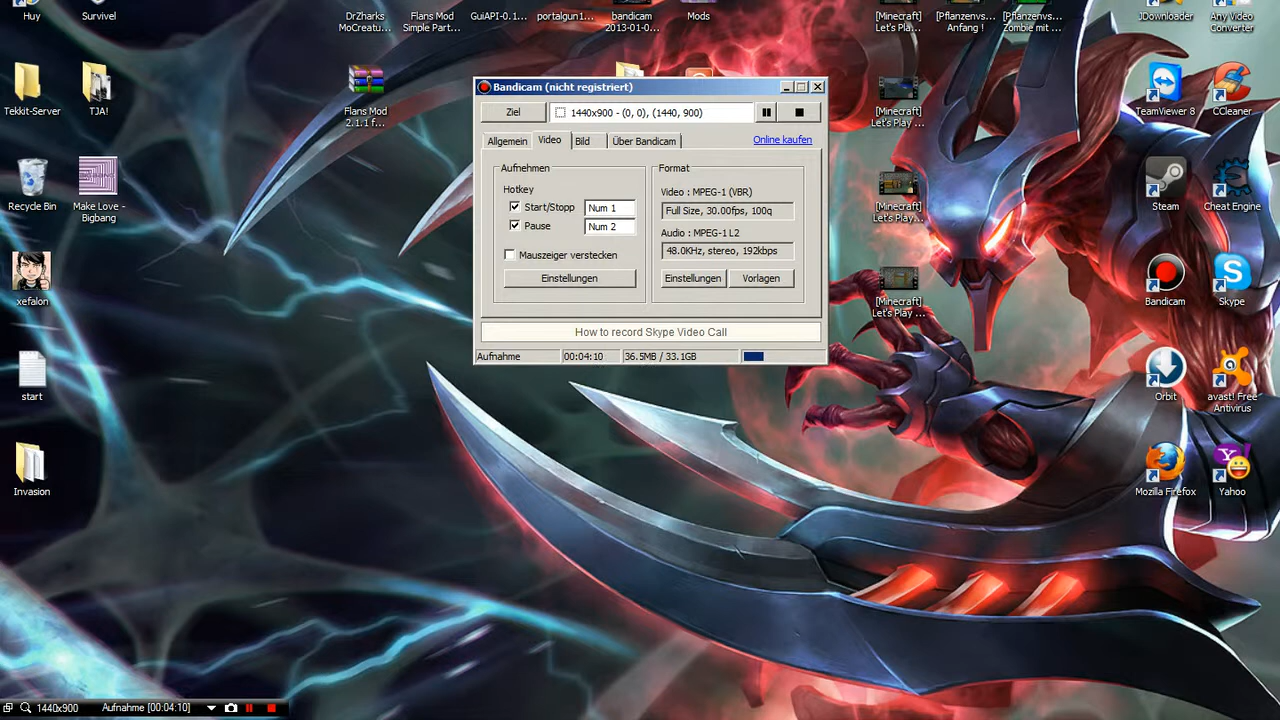 Huy
Survivel
DrZharks
MoCreatu...
Flans Mod
Simple Part...
GuiAPI-0.1...
portalgun1...
bandicam
2013-01-0...
Mods
[Minecraft]
Let's Pla...
[Pflanzenvs...
Anfang !
[Pflanzenvs...
Zombie mit ...
JDownloader
Any Video
Converter
Tekkit-Server
TJA!
Flans Mod
2.1.1 f...
[Minecraft]
Let's Play ...
TeamViewer 8
CCleaner
Bandicam (nicht registriert)
Ziel
1440x900 - (0, 0), (1440, 900)
Allgemein
Video
Bild
Über Bandicam
Online kaufen
Aufnehmen
Hotkey
Start/Stopp
Num 1
Pause
Num 2
Mauszeiger verstecken
Einstellungen
Format
Video : MPEG-1 (VBR)
Full Size, 30.00fps, 100q
Audio : MPEG-1 L2
48.0KHz, stereo, 192kbps
Einstellungen
Vorlagen
How to record Skype Video Call
Aufnahme
00:04:10
36.5MB / 33.1GB
Recycle Bin
Make Love -
Bigbang
[Minecraft]
Let's Play...
Steam
Cheat Engine
xefalon
[Minecraft]
Let's Play ...
Bandicam
Skype
start
Orbit
avast! Free
Antivirus
Invasion
Mozilla Firefox
Yahoo
1440x900
Aufnahme [00:04:10]